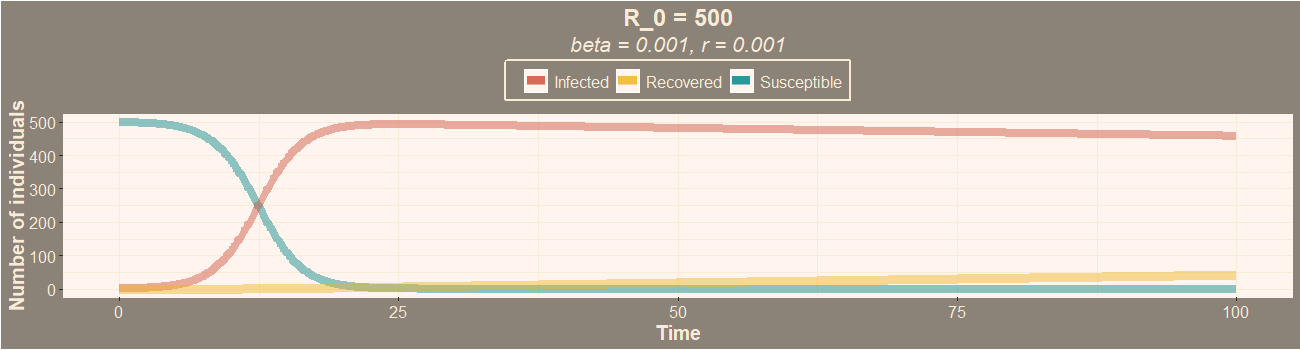 R_0 = 500
beta = 0.001, r = 0.001
Infected Recovered Susceptible
Number of individuals
500
400
300
200
100
0
0 25 50 75 100
Time